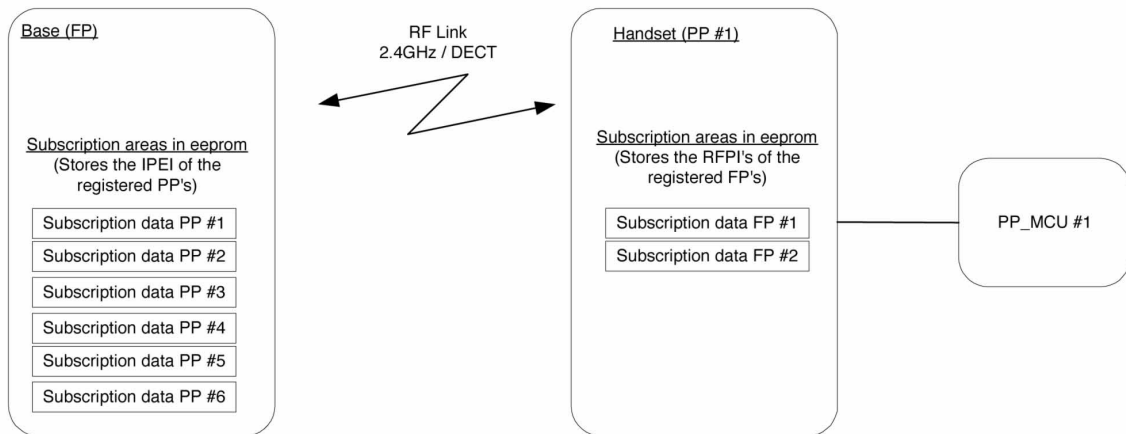 Base (FP)
Subscription areas in eeprom
(Stores the IPEI of the
registered PP's)
Subscription data PP #1
Subscription data PP #2
Subscription data PP #3
Subscription data PP #4
Subscription data PP #5
Subscription data PP #6
RF Link
2.4GHz / DECT
Handset (PP #1)
Subscription areas in eeprom
(Stores the RFPI's of the
registered FP's)
Subscription data FP #1
Subscription data FP #2
PP_MCU #1